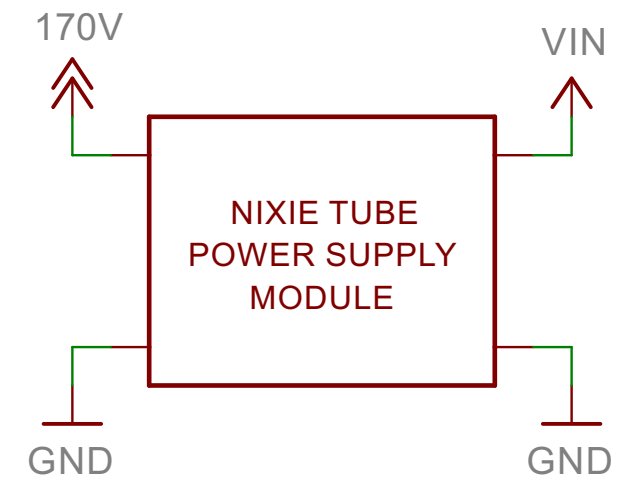 170V
VIN
NIXIE TUBE
POWER SUPPLY
MODULE
GND
GND